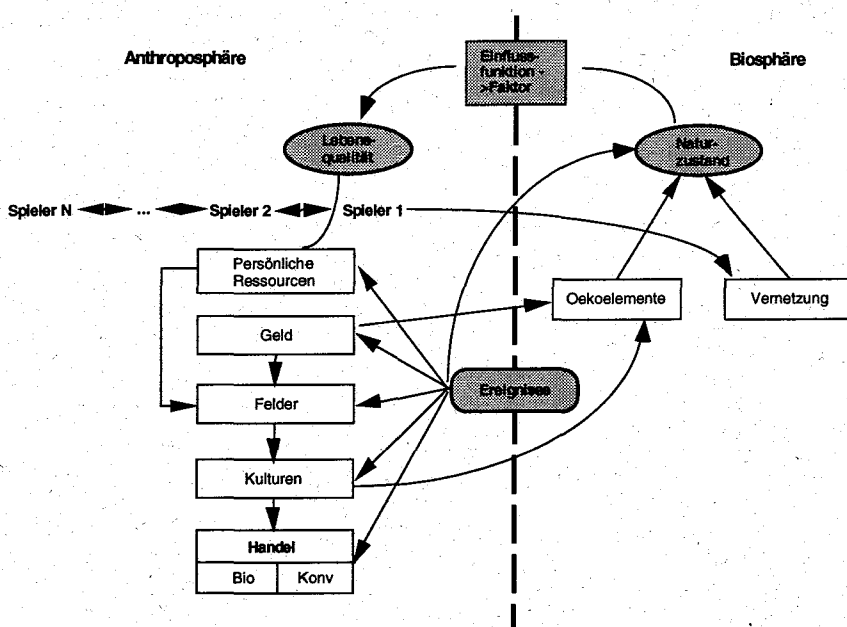 Anthroposphäre
Einfluss-
funktion -
>Faktor
Biosphäre
Lebens-
qualität
Natur-
zustand
Spieler N ... Spieler 2 Spieler 1
Persönliche
Ressourcen
Oekoelemente
Vernetzung
Geld
Felder
Ereignisse
Kulturen
Handel
Bio Konv